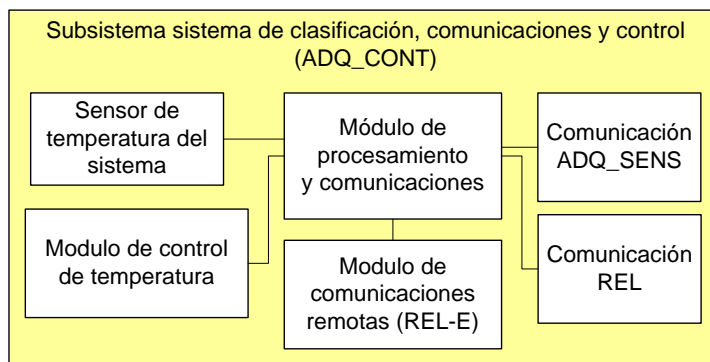 Subsistema sistema de clasificación, comunicaciones y control
(ADQ_CONT)
Sensor de
temperatura del
sistema
Módulo de
procesamiento
y comunicaciones
Comunicación
ADQ_SENS
Modulo de control
de temperatura
Modulo de
comunicaciones
remotas (REL-E)
Comunicación
REL